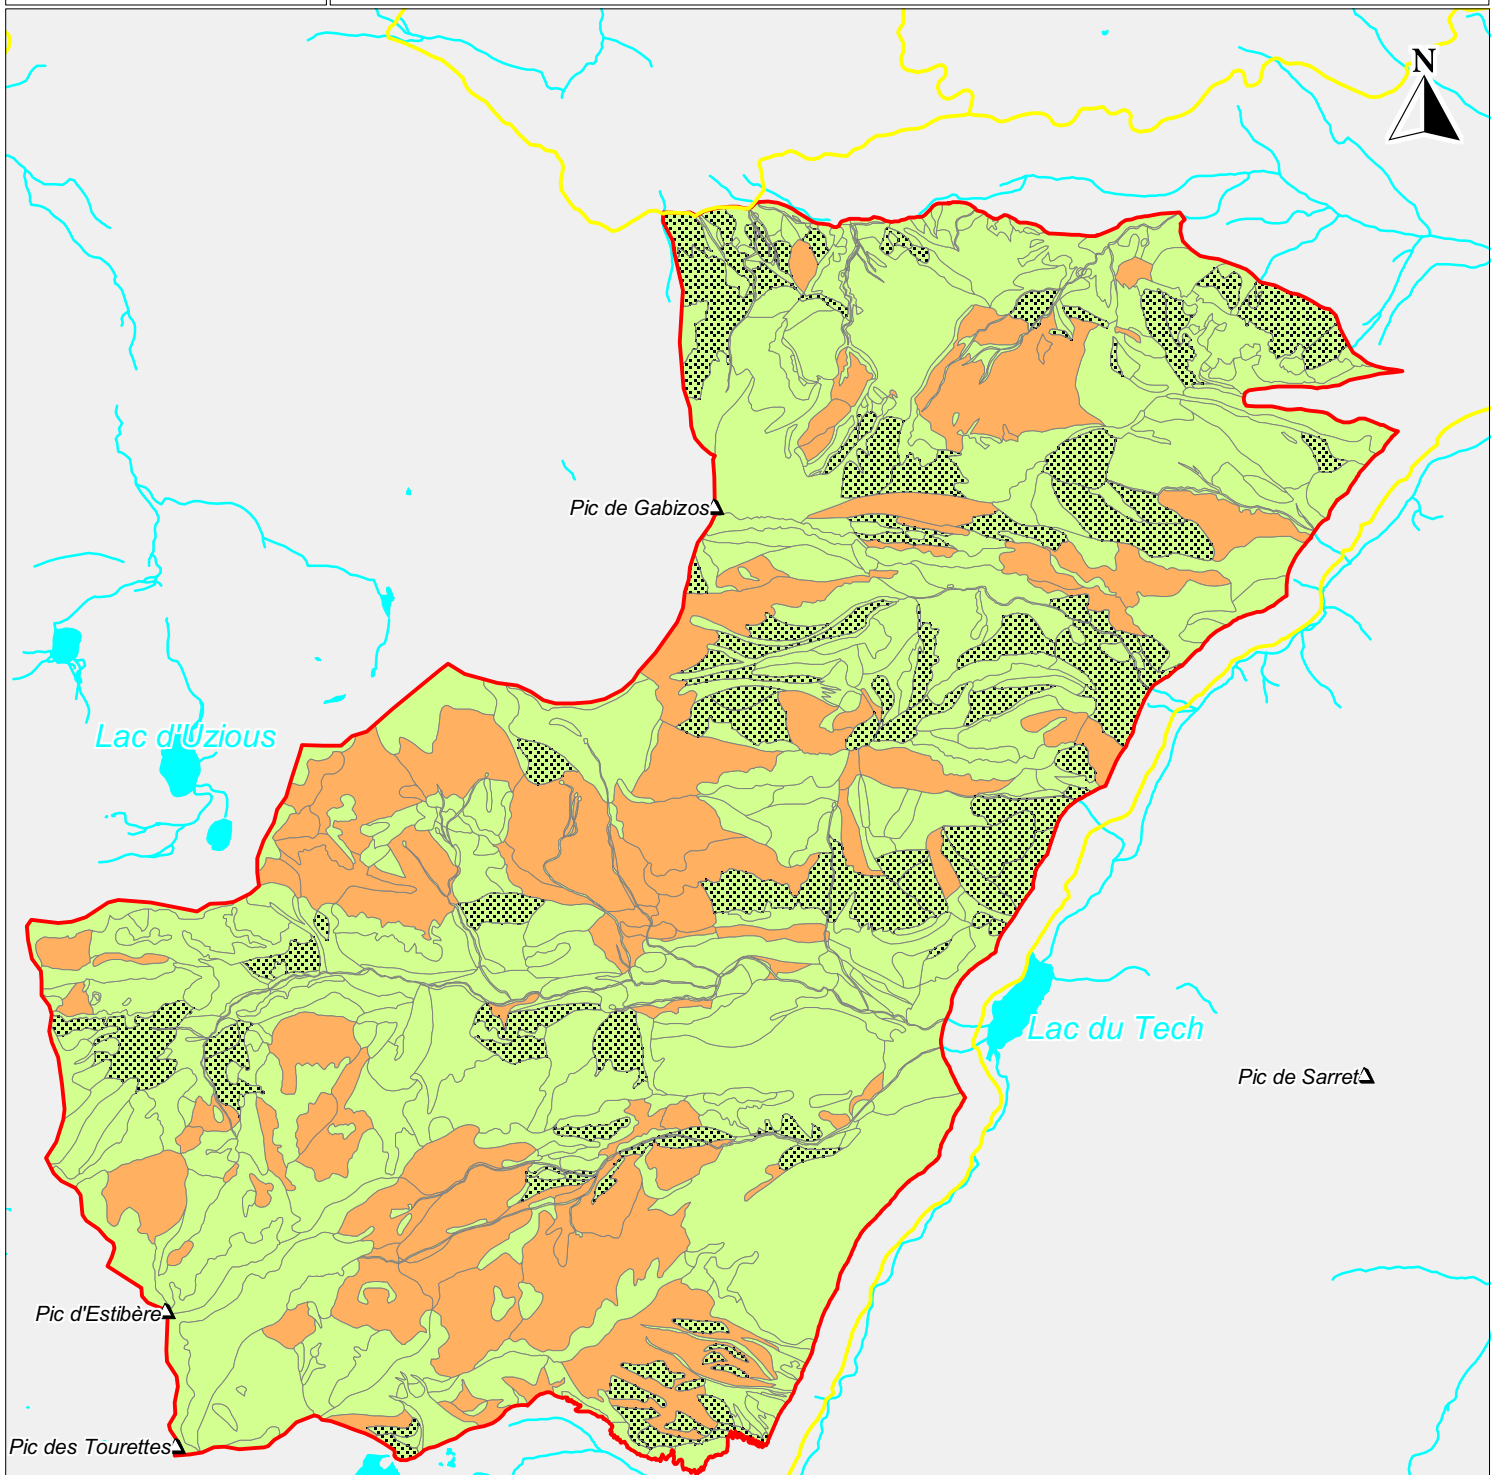 N
Pic de Gabizos
Lac d'Uzious
Lac du Tech
Pic de Sarret
Pic d'Estibère
Pic des Tourettes